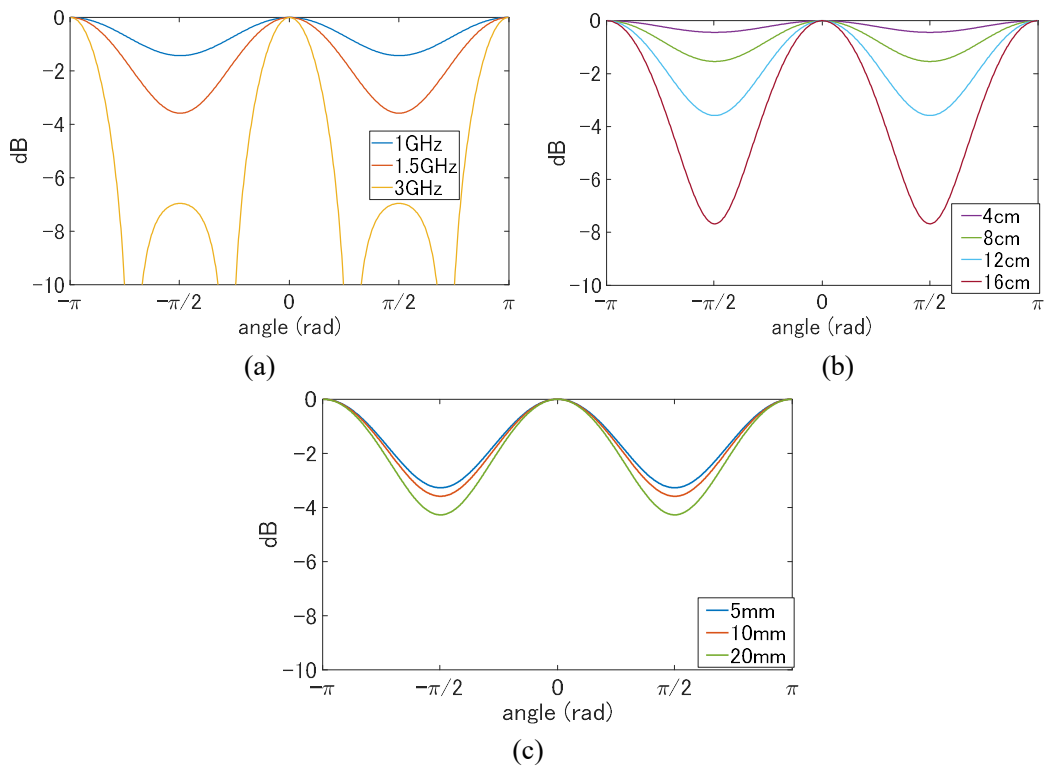 0
−2
−4
−6
−8
−10
dB
1GHz
1.5GHz
3GHz
−π −π/2 0 π/2 π
angle (rad)
(a)
0
−2
−4
−6
−8
−10
dB
4cm
8cm
12cm
16cm
−π −π/2 0 π/2 π
angle (rad)
(b)
0
−2
−4
−6
−8
−10
dB
5mm
10mm
20mm
−π −π/2 0 π/2 π
angle (rad)
(c)